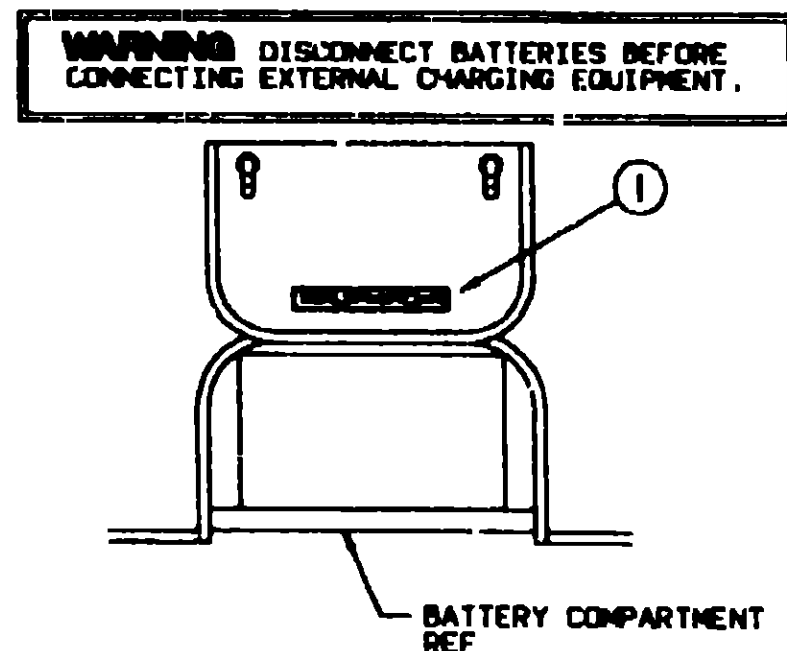 WARNING DISCONNECT BATTERIES BEFORE
CONNECTING EXTERNAL CHARGING EQUIPMENT.
1
BATTERY COMPARTMENT
REF